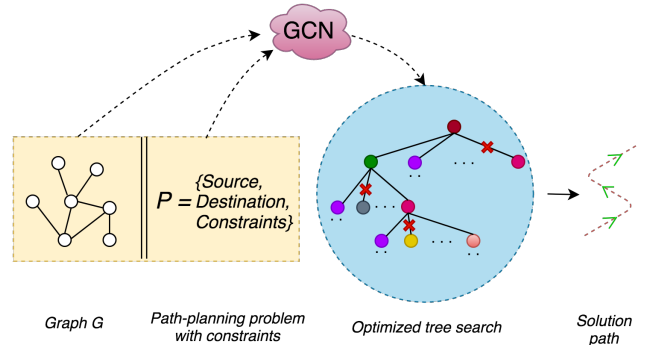 GCN
P = {Source,
Destination,
Constraints}
Graph G
Path-planning problem
with constraints
Optimized tree search
Solution
path